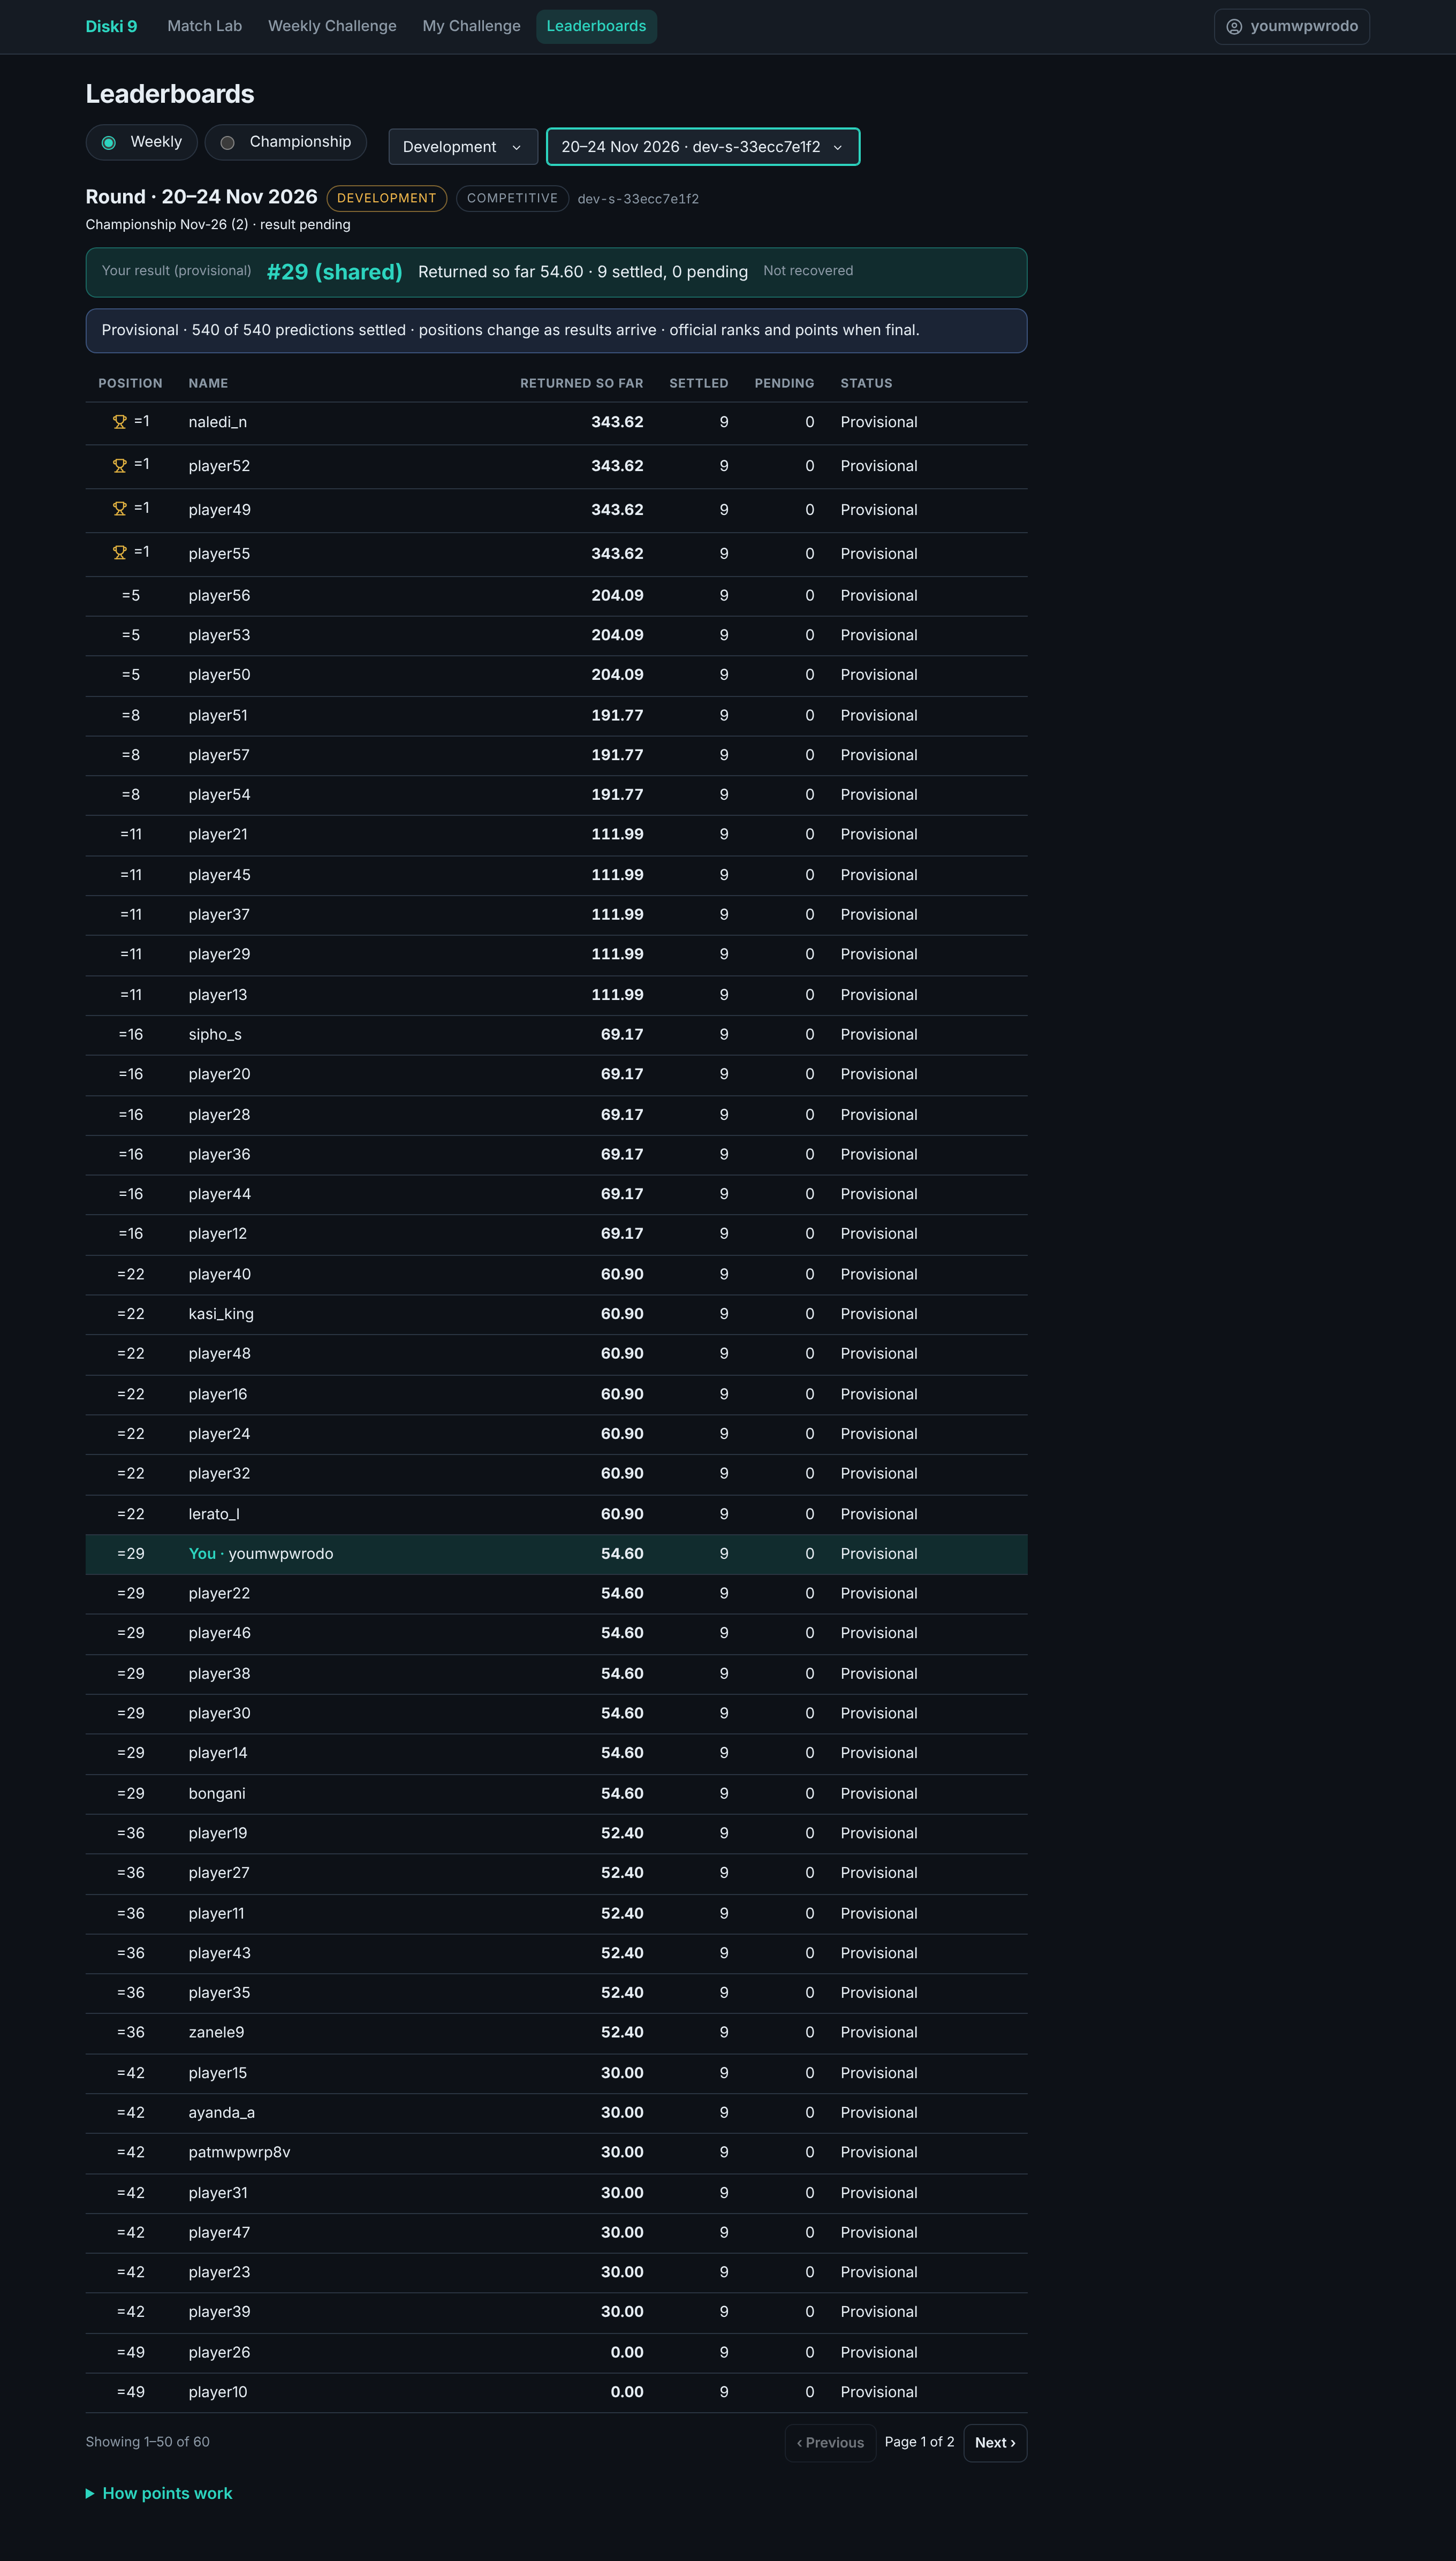 Diski 9 Match Lab Weekly Challenge My Challenge Leaderboards youmwpwrodo
Leaderboards
Weekly Championship Development 20–24 Nov 2026 · dev-s-33ecc7e1f2
Round · 20–24 Nov 2026 DEVELOPMENT COMPETITIVE dev-s-33ecc7e1f2
Championship Nov-26 (2) · result pending
Your result (provisional) #29 (shared) Returned so far 54.60 · 9 settled, 0 pending Not recovered
Provisional · 540 of 540 predictions settled · positions change as results arrive · official ranks and points when final.
POSITION NAME RETURNED SO FAR SETTLED PENDING STATUS
=1 naledi_n 343.62 9 0 Provisional
=1 player52 343.62 9 0 Provisional
=1 player49 343.62 9 0 Provisional
=1 player55 343.62 9 0 Provisional
=5 player56 204.09 9 0 Provisional
=5 player53 204.09 9 0 Provisional
=5 player50 204.09 9 0 Provisional
=8 player51 191.77 9 0 Provisional
=8 player57 191.77 9 0 Provisional
=8 player54 191.77 9 0 Provisional
=11 player21 111.99 9 0 Provisional
=11 player45 111.99 9 0 Provisional
=11 player37 111.99 9 0 Provisional
=11 player29 111.99 9 0 Provisional
=11 player13 111.99 9 0 Provisional
=16 sipho_s 69.17 9 0 Provisional
=16 player20 69.17 9 0 Provisional
=16 player28 69.17 9 0 Provisional
=16 player36 69.17 9 0 Provisional
=16 player44 69.17 9 0 Provisional
=16 player12 69.17 9 0 Provisional
=22 player40 60.90 9 0 Provisional
=22 kasi_king 60.90 9 0 Provisional
=22 player48 60.90 9 0 Provisional
=22 player16 60.90 9 0 Provisional
=22 player24 60.90 9 0 Provisional
=22 player32 60.90 9 0 Provisional
=22 lerato_l 60.90 9 0 Provisional
=29 You · youmwpwrodo 54.60 9 0 Provisional
=29 player22 54.60 9 0 Provisional
=29 player46 54.60 9 0 Provisional
=29 player38 54.60 9 0 Provisional
=29 player30 54.60 9 0 Provisional
=29 player14 54.60 9 0 Provisional
=29 bongani 54.60 9 0 Provisional
=36 player19 52.40 9 0 Provisional
=36 player27 52.40 9 0 Provisional
=36 player11 52.40 9 0 Provisional
=36 player43 52.40 9 0 Provisional
=36 player35 52.40 9 0 Provisional
=36 zanele9 52.40 9 0 Provisional
=42 player15 30.00 9 0 Provisional
=42 ayanda_a 30.00 9 0 Provisional
=42 patmwpwrp8v 30.00 9 0 Provisional
=42 player31 30.00 9 0 Provisional
=42 player47 30.00 9 0 Provisional
=42 player23 30.00 9 0 Provisional
=42 player39 30.00 9 0 Provisional
=49 player26 0.00 9 0 Provisional
=49 player10 0.00 9 0 Provisional
Showing 1–50 of 60 ‹ Previous Page 1 of 2 Next ›
How points work